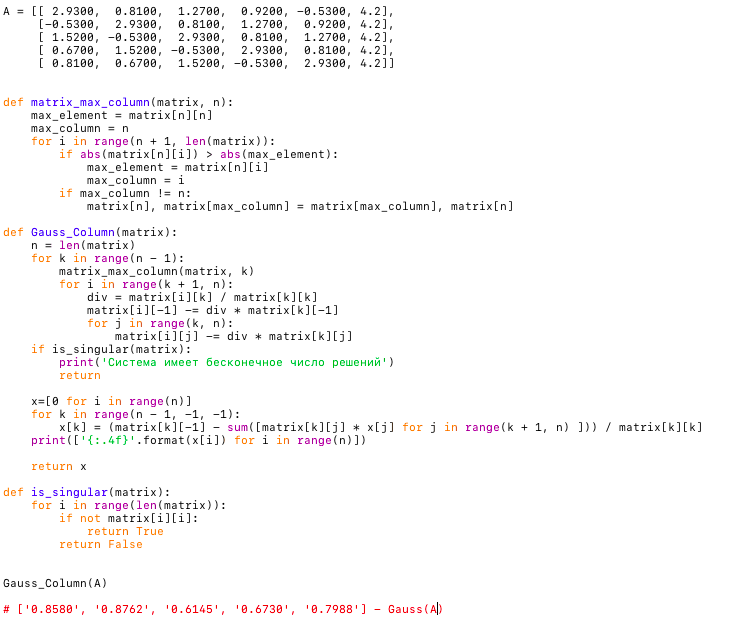 A = [[ 2.9300,  0.8100,  1.2700,  0.9200, -0.5300, 4.2],
     [-0.5300,  2.9300,  0.8100,  1.2700,  0.9200, 4.2],
     [ 1.5200, -0.5300,  2.9300,  0.8100,  1.2700, 4.2],
     [ 0.6700,  1.5200, -0.5300,  2.9300,  0.8100, 4.2],
     [ 0.8100,  0.6700,  1.5200, -0.5300,  2.9300, 4.2]]
def matrix_max_column(matrix, n):
    max_element = matrix[n][n]
    max_column = n
    for i in range(n + 1, len(matrix)):
        if abs(matrix[n][i]) > abs(max_element):
            max_element = matrix[n][i]
            max_column = i
        if max_column != n:
            matrix[n], matrix[max_column] = matrix[max_column], matrix[n]
def Gauss_Column(matrix):
    n = len(matrix)
    for k in range(n - 1):
        matrix_max_column(matrix, k)
        for i in range(k + 1, n):
            div = matrix[i][k] / matrix[k][k]
            matrix[i][-1] -= div * matrix[k][-1]
            for j in range(k, n):
                matrix[i][j] -= div * matrix[k][j]
    if is_singular(matrix):
        print('Система имеет бесконечное число решений')
        return
    x=[0 for i in range(n)]
    for k in range(n - 1, -1, -1):
        x[k] = (matrix[k][-1] - sum([matrix[k][j] * x[j] for j in range(k + 1, n) ])) / matrix[k][k]
    print(['{:.4f}'.format(x[i]) for i in range(n)])
    return x
def is_singular(matrix):
    for i in range(len(matrix)):
        if not matrix[i][i]:
            return True
        return False
Gauss_Column(A)
# ['0.8580', '0.8762', '0.6145', '0.6730', '0.7988'] - Gauss(A)